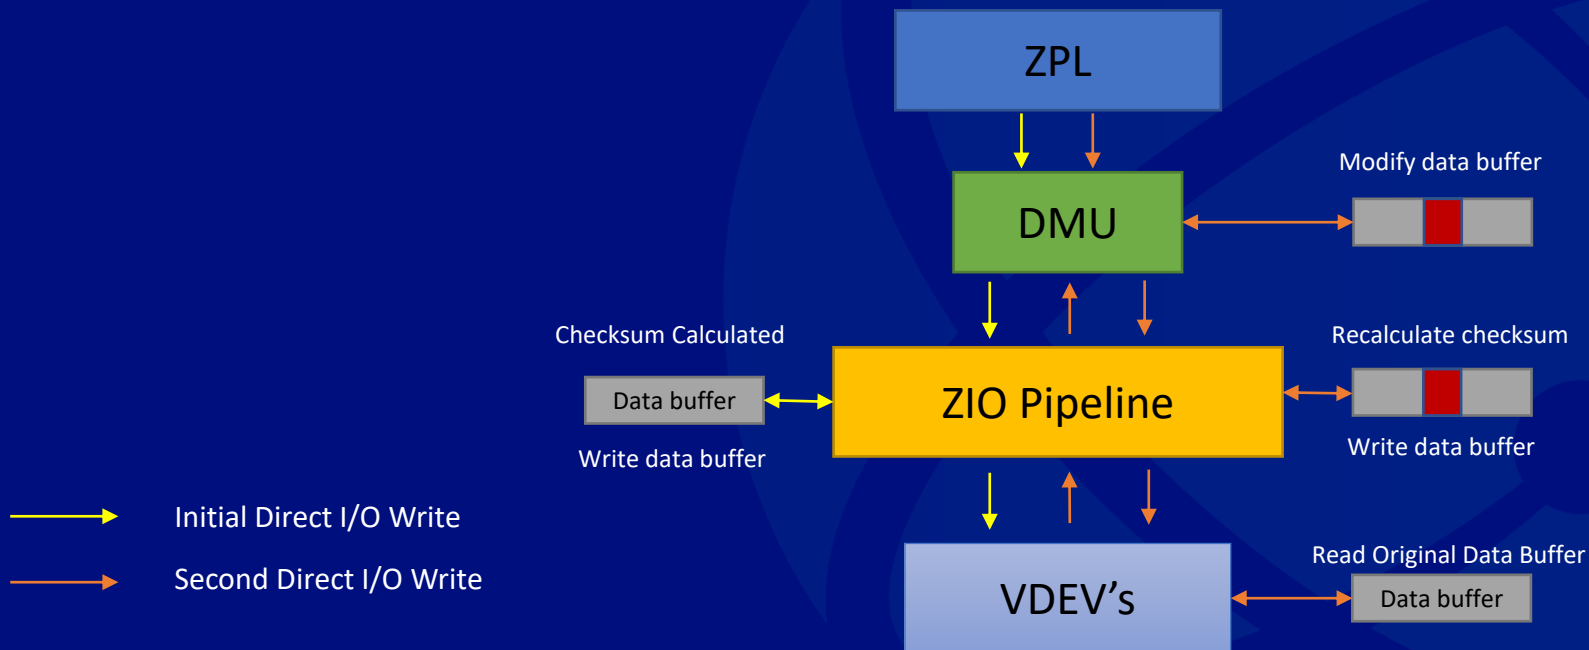 ZPL
Modify data buffer
DMU
Checksum Calculated
Recalculate checksum
Data buffer
ZIO Pipeline
Write data buffer
Write data buffer
Initial Direct I/O Write
Second Direct I/O Write
Read Original Data Buffer
VDEV’s
Data buffer